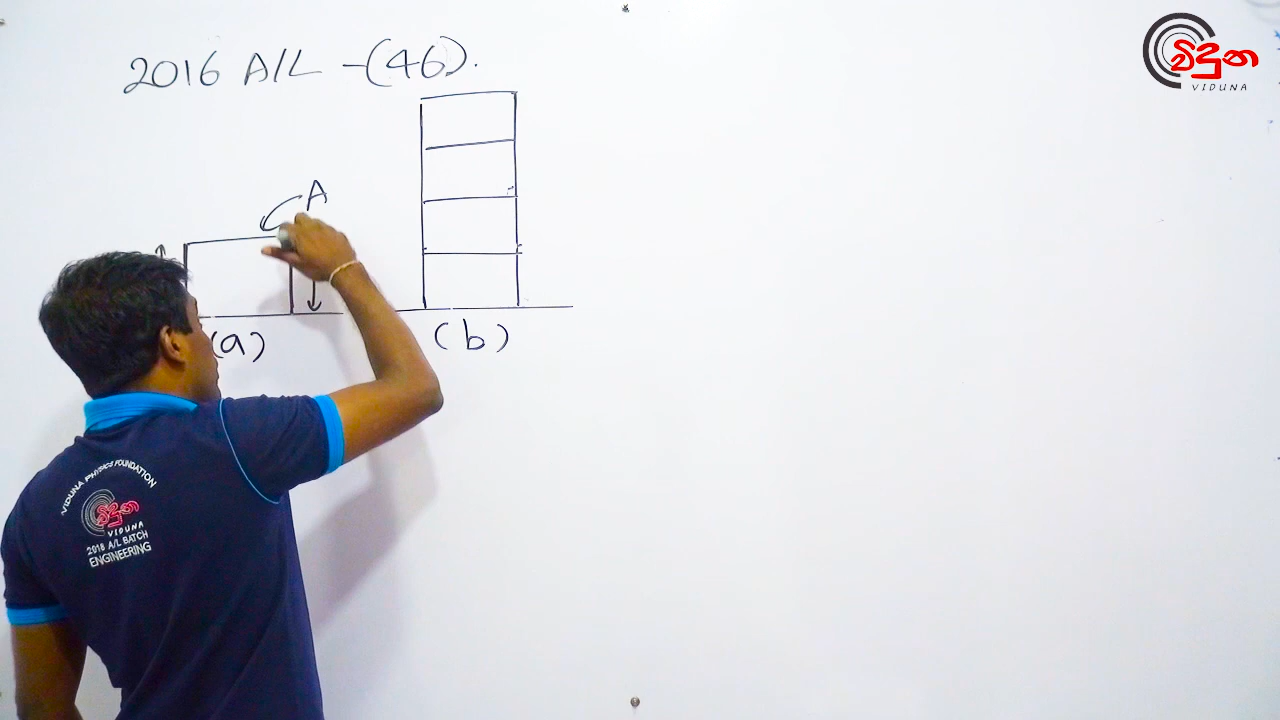 2016 A/L -(46).
විදුන
VIDUNA
A
(a)
(b)
VIDUNA PHYSICS FOUNDATION
විදුන
VIDUNA
2018 A/L BATCH
ENGINEERING